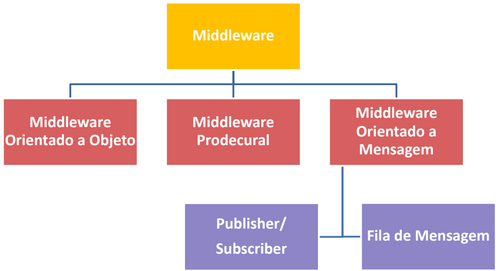 Middleware
Middleware
Orientado a Objeto
Middleware
Prodecural
Middleware
Orientado a
Mensagem
Publisher/
Subscriber
Fila de Mensagem